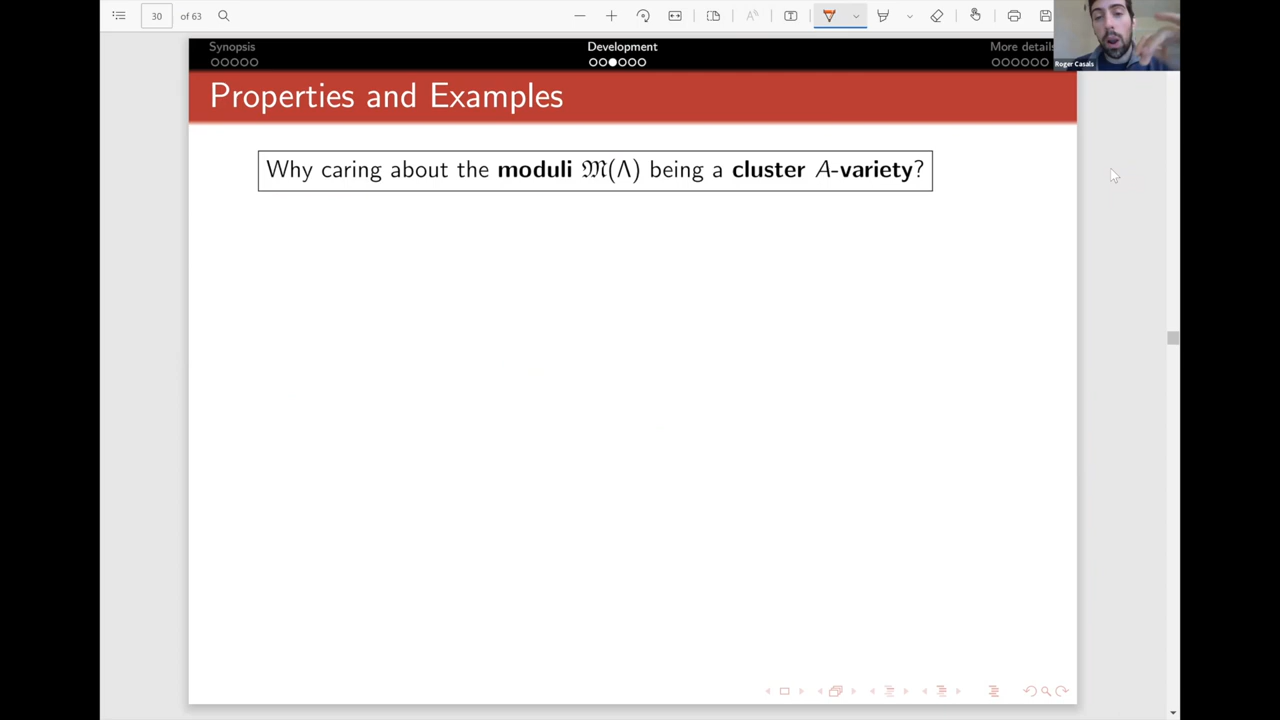 30 of 63
Roger Casals
Synopsis Development More details
Properties and Examples
Why caring about the moduli 𝔐(Λ) being a cluster A-variety?